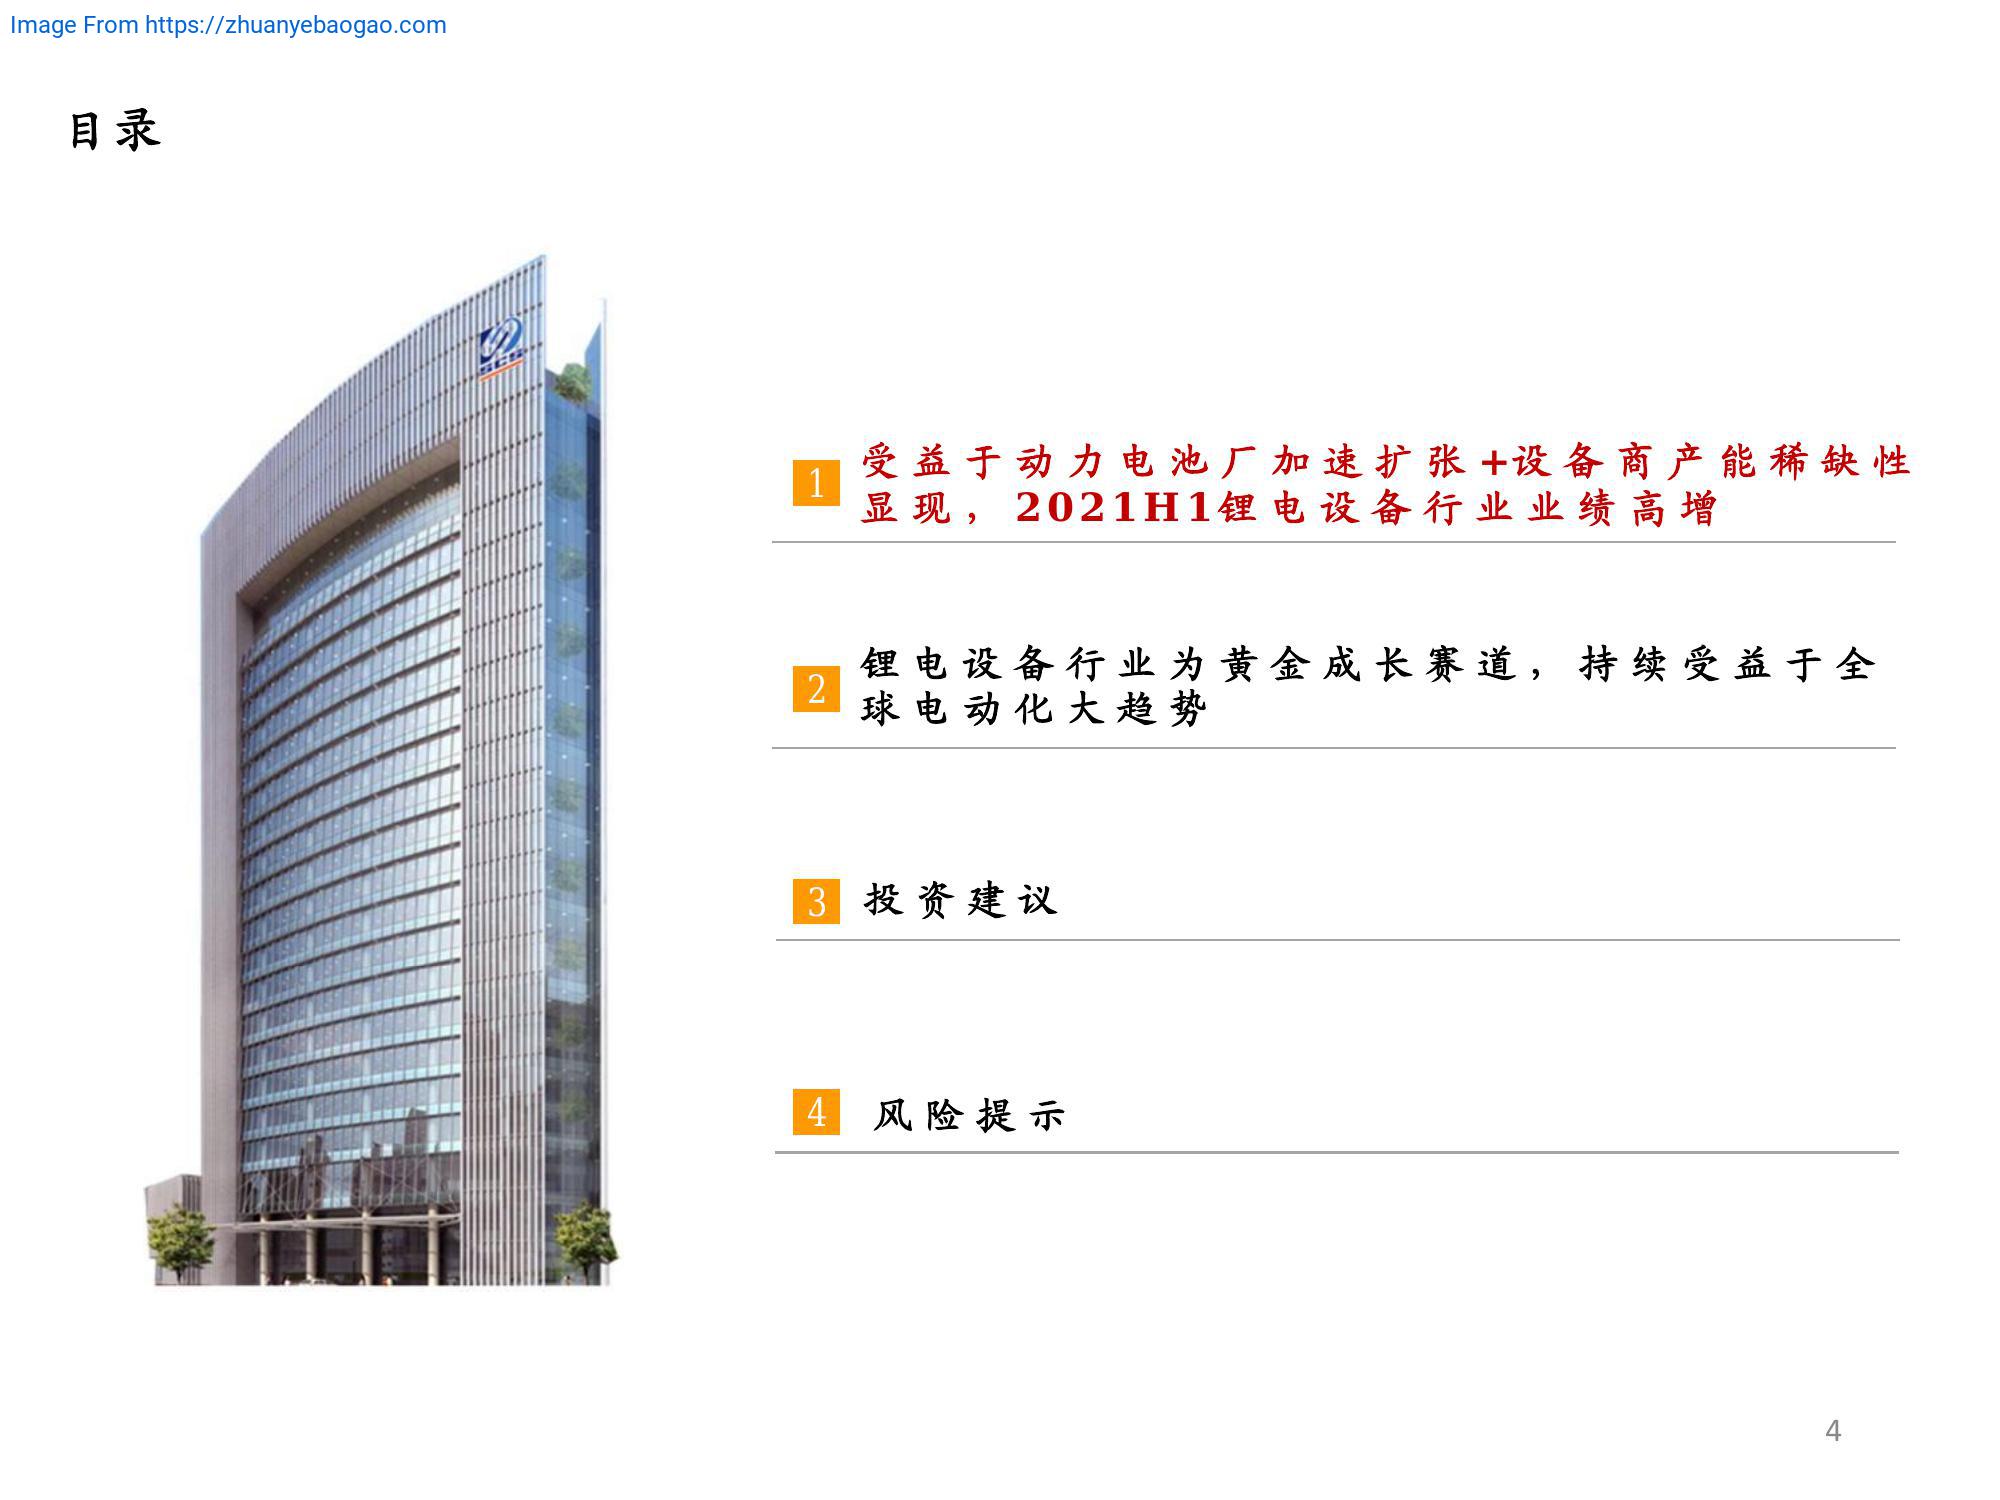 Image From https://zhuanyebaogao.com
目录
SCS
1
受益于动力电池厂加速扩张+设备商产能稀缺性
显现，2021H1锂电设备行业业绩高增
2
锂电设备行业为黄金成长赛道，持续受益于全
球电动化大趋势
3
投资建议
4
风险提示
4